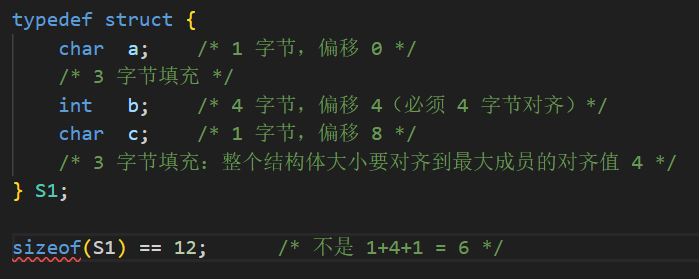 typedef struct {
char a; /* 1 字节，偏移 0 */
/* 3 字节填充 */
int b; /* 4 字节，偏移 4（必须 4 字节对齐）*/
char c; /* 1 字节，偏移 8 */
/* 3 字节填充：整个结构体大小要对齐到最大成员的对齐值 4 */
} S1;
sizeof(S1) == 12; /* 不是 1+4+1 = 6 */